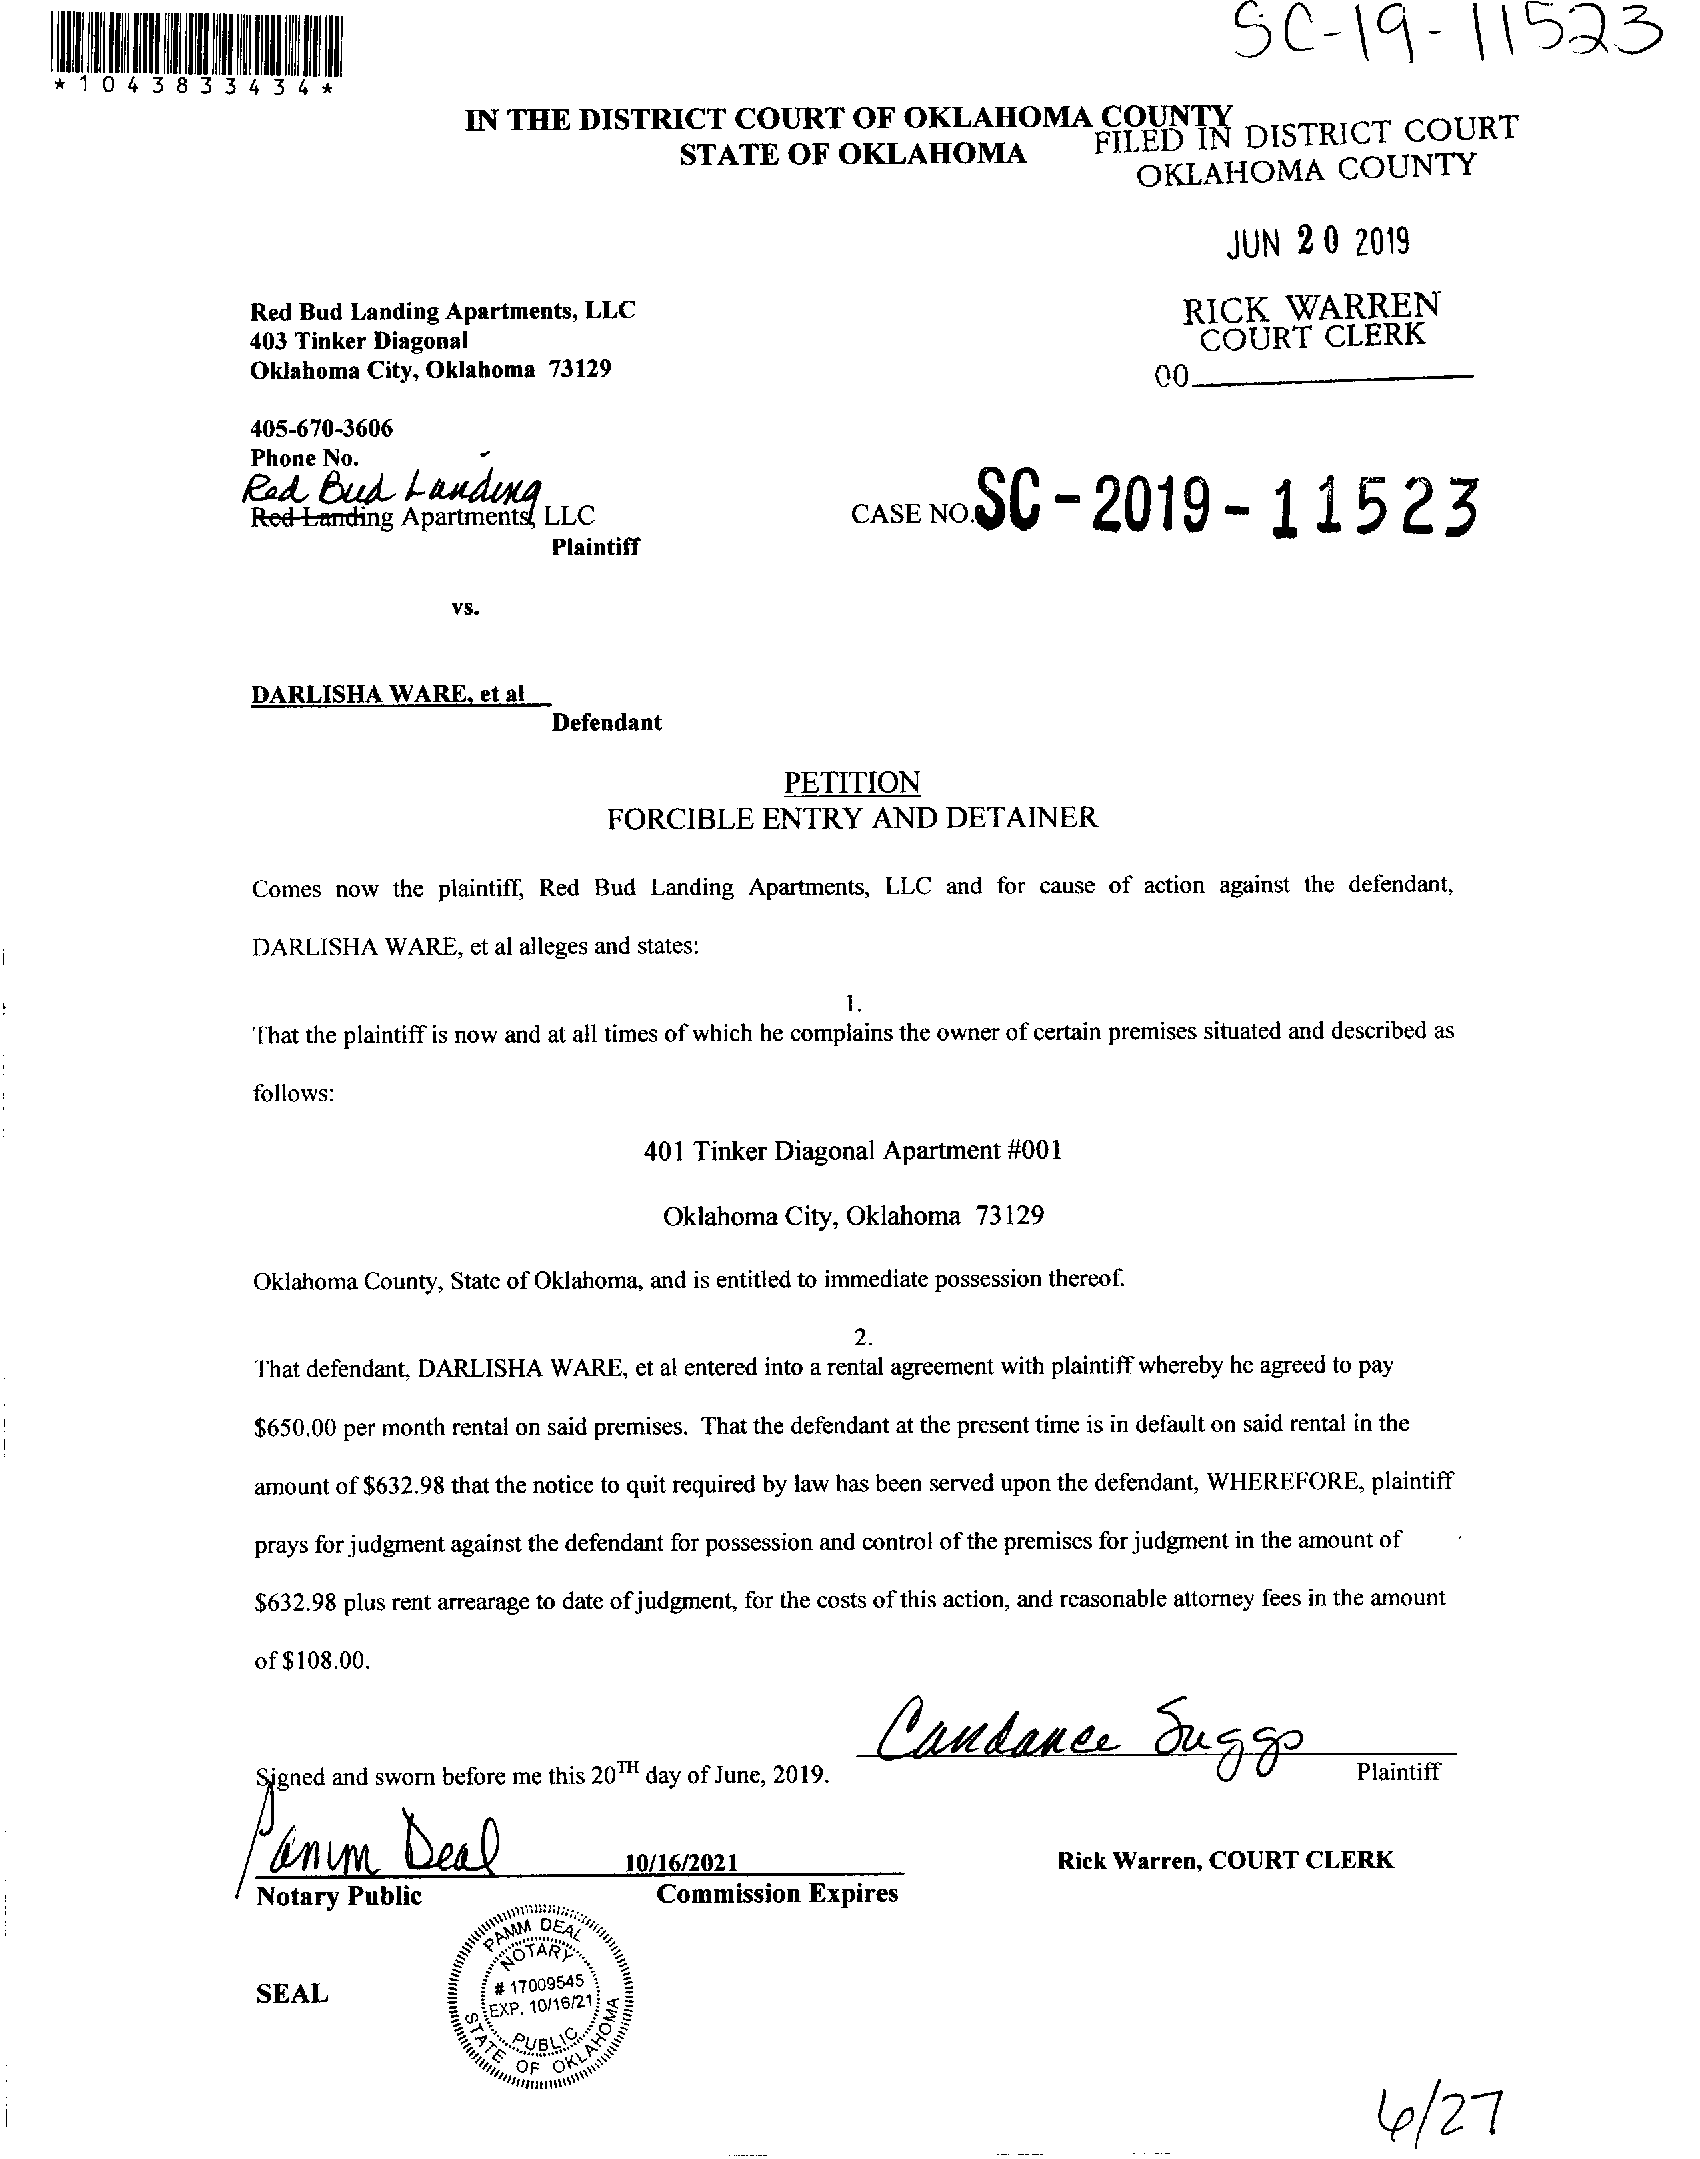 SC-19-11523
*1043833434*
IN THE DISTRICT COURT OF OKLAHOMA COUNTY
STATE OF OKLAHOMA
FILED IN DISTRICT COURT
OKLAHOMA COUNTY
JUN 20 2019
RICK WARREN
COURT CLERK
00
Red Bud Landing Apartments, LLC
403 Tinker Diagonal
Oklahoma City, Oklahoma 73129
405-670-3606
Phone No.
Red Bud Landing
Red Landing Apartments, LLC
Plaintiff
CASE NO. SC-2019-11523
vs.
DARLISHA WARE, et al
Defendant
PETITION
FORCIBLE ENTRY AND DETAINER
Comes now the plaintiff, Red Bud Landing Apartments, LLC and for cause of action against the defendant,
DARLISHA WARE, et al alleges and states:
1.
That the plaintiff is now and at all times of which he complains the owner of certain premises situated and described as
follows:
401 Tinker Diagonal Apartment #001
Oklahoma City, Oklahoma 73129
Oklahoma County, State of Oklahoma, and is entitled to immediate possession thereof.
2.
That defendant, DARLISHA WARE, et al entered into a rental agreement with plaintiff whereby he agreed to pay
$650.00 per month rental on said premises. That the defendant at the present time is in default on said rental in the
amount of $632.98 that the notice to quit required by law has been served upon the defendant, WHEREFORE, plaintiff
prays for judgment against the defendant for possession and control of the premises for judgment in the amount of
$632.98 plus rent arrearage to date of judgment, for the costs of this action, and reasonable attorney fees in the amount
of $108.00.
Candance Suggs
Plaintiff
Signed and sworn before me this 20TH day of June, 2019.
Pamm Deal
Notary Public
10/16/2021
Commission Expires
Rick Warren, COURT CLERK
SEAL
PAMM DEAL
NOTARY
# 17009545
EXP. 10/16/21
PUBLIC
STATE OF OKLAHOMA
6/27